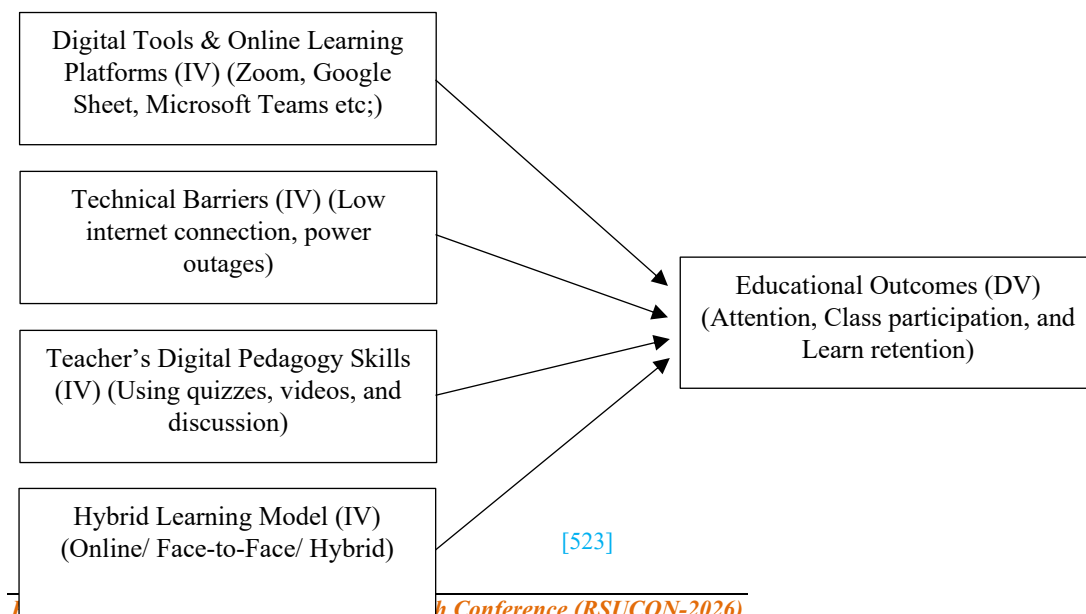 Digital Tools & Online Learning
Platforms (IV) (Zoom, Google
Sheet, Microsoft Teams etc;)
Technical Barriers (IV) (Low
internet connection, power
outages)
Teacher’s Digital Pedagogy Skills
(IV) (Using quizzes, videos, and
discussion)
Hybrid Learning Model (IV)
(Online/ Face-to-Face/ Hybrid)
Educational Outcomes (DV)
(Attention, Class participation, and
Learn retention)
[523]
Conference (RSUCON-2026)